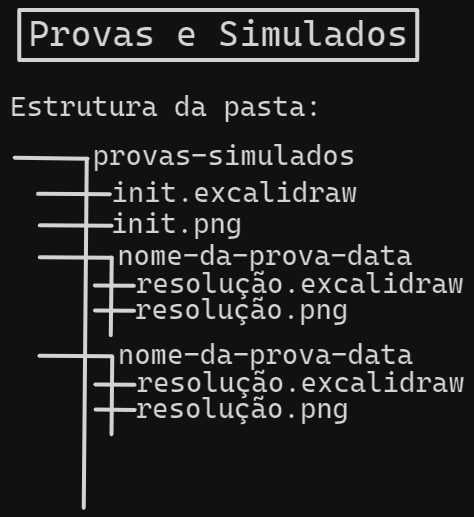 Provas e Simulados
Estrutura da pasta:
provas-simulados
init.excalidraw
init.png
nome-da-prova-data
resolução.excalidraw
resolução.png
nome-da-prova-data
resolução.excalidraw
resolução.png